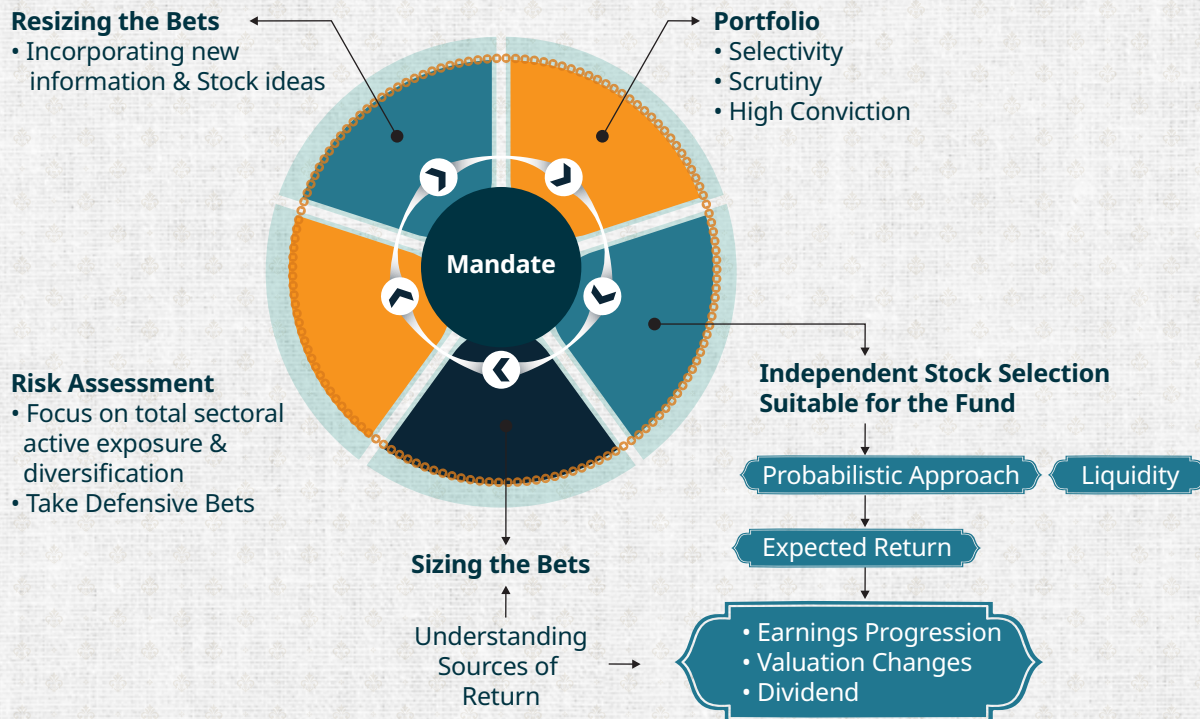 Resizing the Bets
• Incorporating new
information & Stock ideas
Portfolio
• Selectivity
• Scrutiny
• High Conviction
Mandate
Independent Stock Selection
Suitable for the Fund
Probabilistic Approach
Liquidity
Expected Return
• Earnings Progression
• Valuation Changes
• Dividend
Sizing the Bets
Understanding
Sources of
Return
Risk Assessment
• Focus on total sectoral
active exposure &
diversification
• Take Defensive Bets